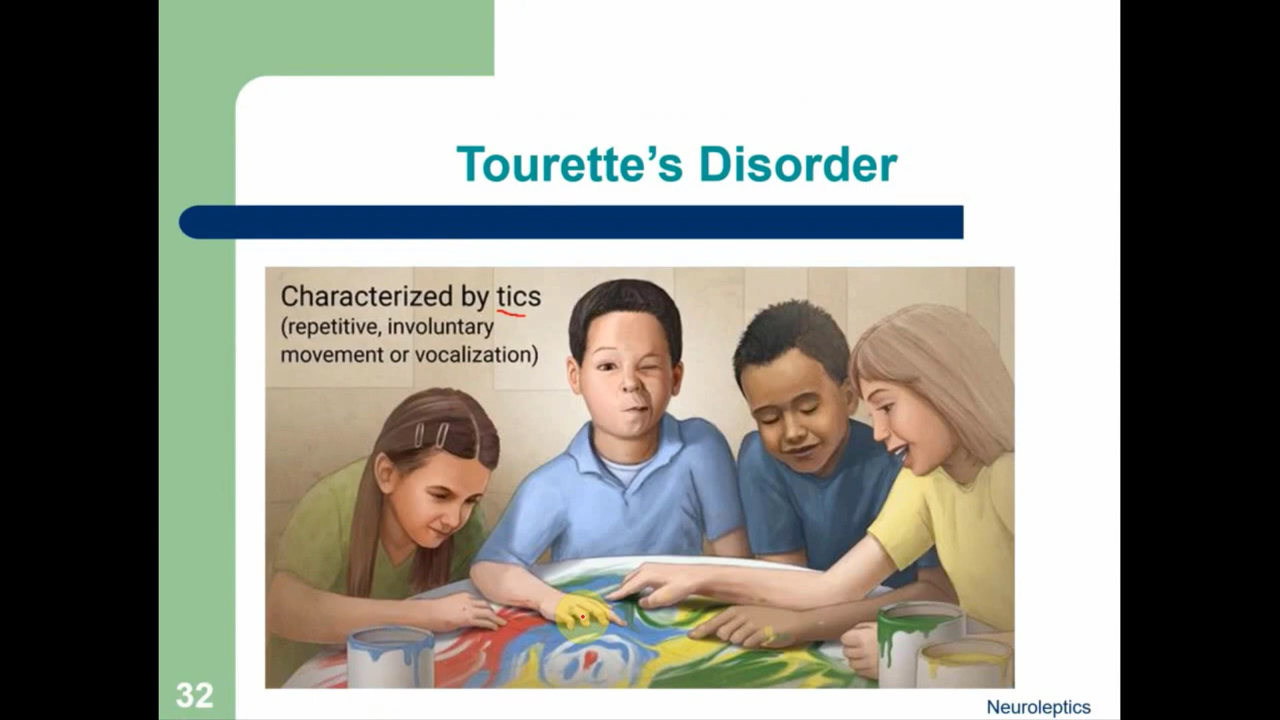 Tourette’s Disorder
Characterized by tics
(repetitive, involuntary
movement or vocalization)
32
Neuroleptics